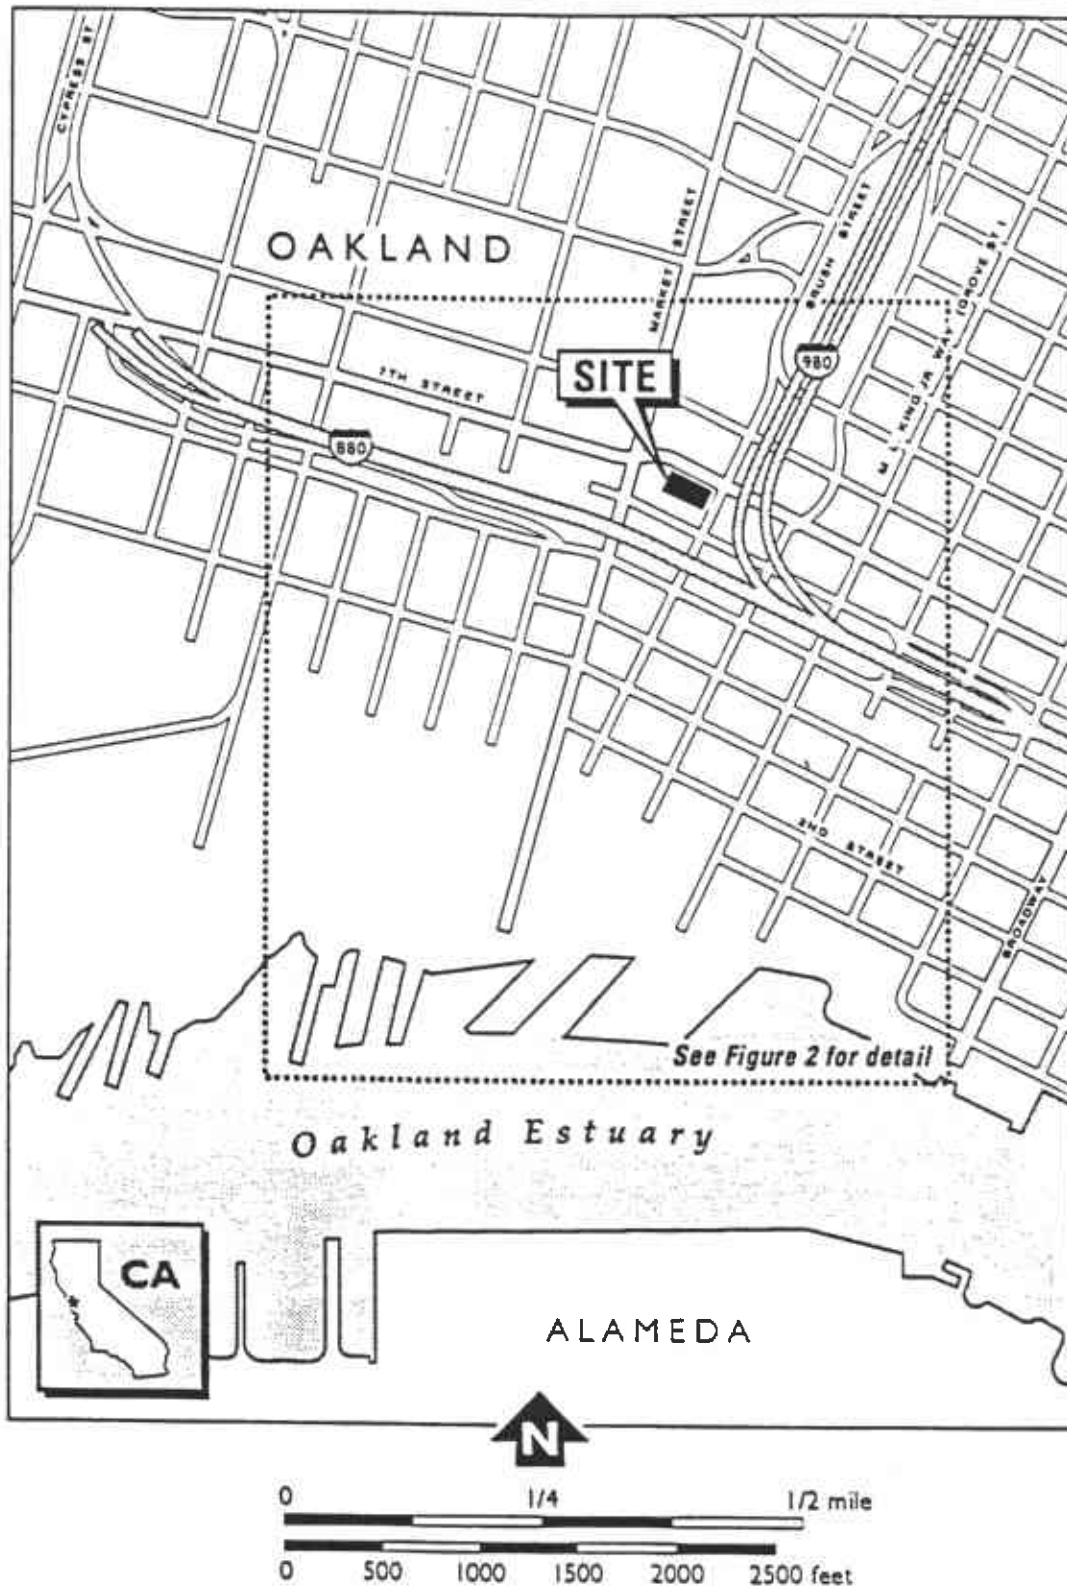 CYPRESS ST
OAKLAND
MARKET STREET
BRUSH STREET
M L KING JR WAY (GROVE ST)
980
SITE
7TH STREET
880
2ND STREET
BROADWAY
See Figure 2 for detail
Oakland Estuary
CA
ALAMEDA
N
0 1/4 1/2 mile
0 500 1000 1500 2000 2500 feet